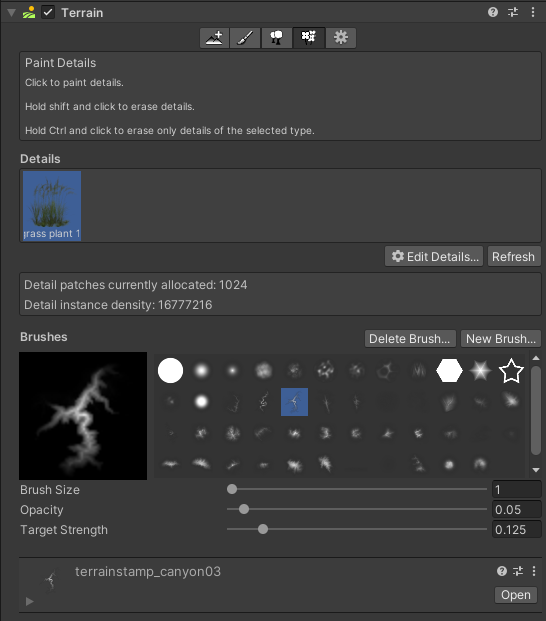 Terrain
Paint Details
Click to paint details.
Hold shift and click to erase details.
Hold Ctrl and click to erase only details of the selected type.
Details
grass plant 1
Edit Details...
Refresh
Detail patches currently allocated: 1024
Detail instance density: 16777216
Brushes
Delete Brush...
New Brush...
Brush Size
1
Opacity
0.05
Target Strength
0.125
terrainstamp_canyon03
Open